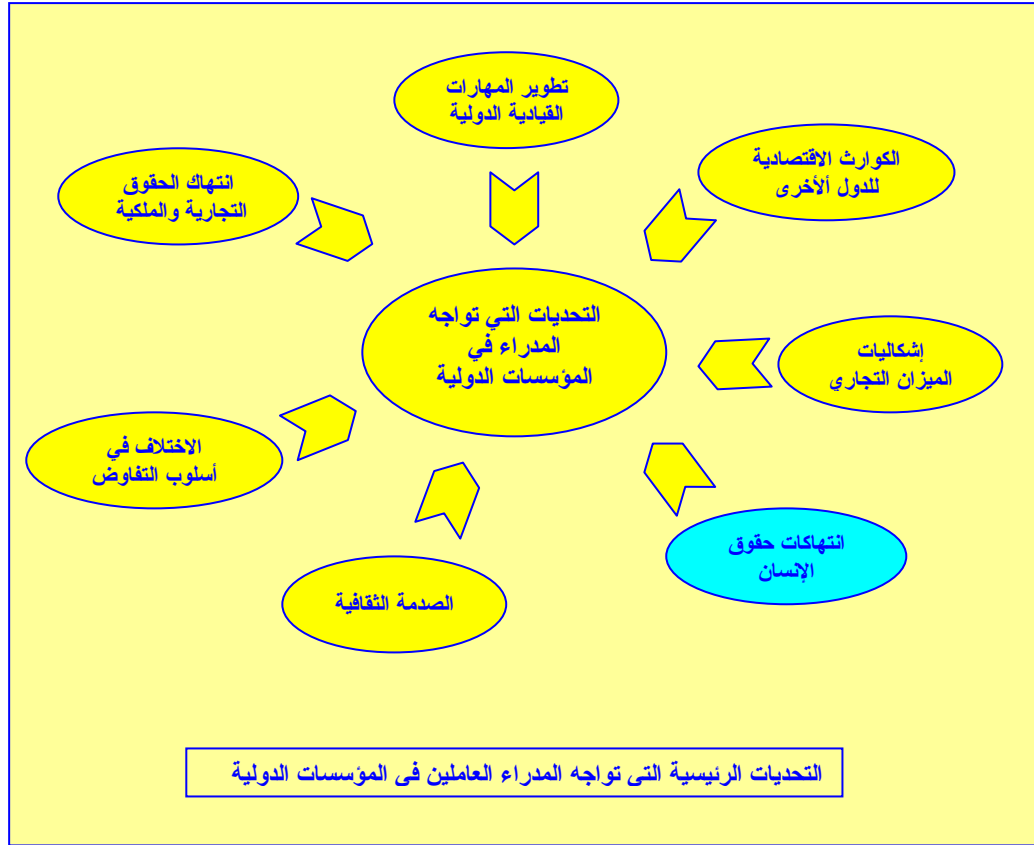 تطوير المهارات
القيادية الدولية
الكوارث الاقتصادية
للدول ألأخرى
انتهاك الحقوق
التجارية والملكية
التحديات التي تواجه
المدراء في
المؤسسات الدولية
إشكاليات
الميزان التجاري
الاختلاف في
أسلوب التفاوض
انتهاكات حقوق
الإنسان
الصدمة الثقافية
التحديات الرئيسية التى تواجه المدراء العاملين فى المؤسسات الدولية